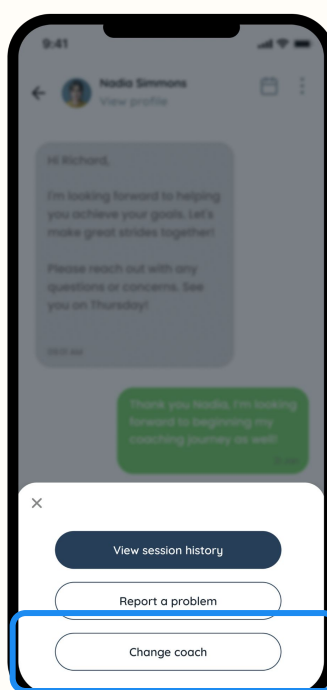 9:41
Nadia Simmons
View profile
Hi Richard,
I'm looking forward to helping
you achieve your goals. Let's
make great strides together!
Please reach out with any
questions or concerns. See
you on Thursday!
Thank you Nadia, I'm looking
forward to beginning my
coaching journey as well!
View session history
Report a problem
Change coach